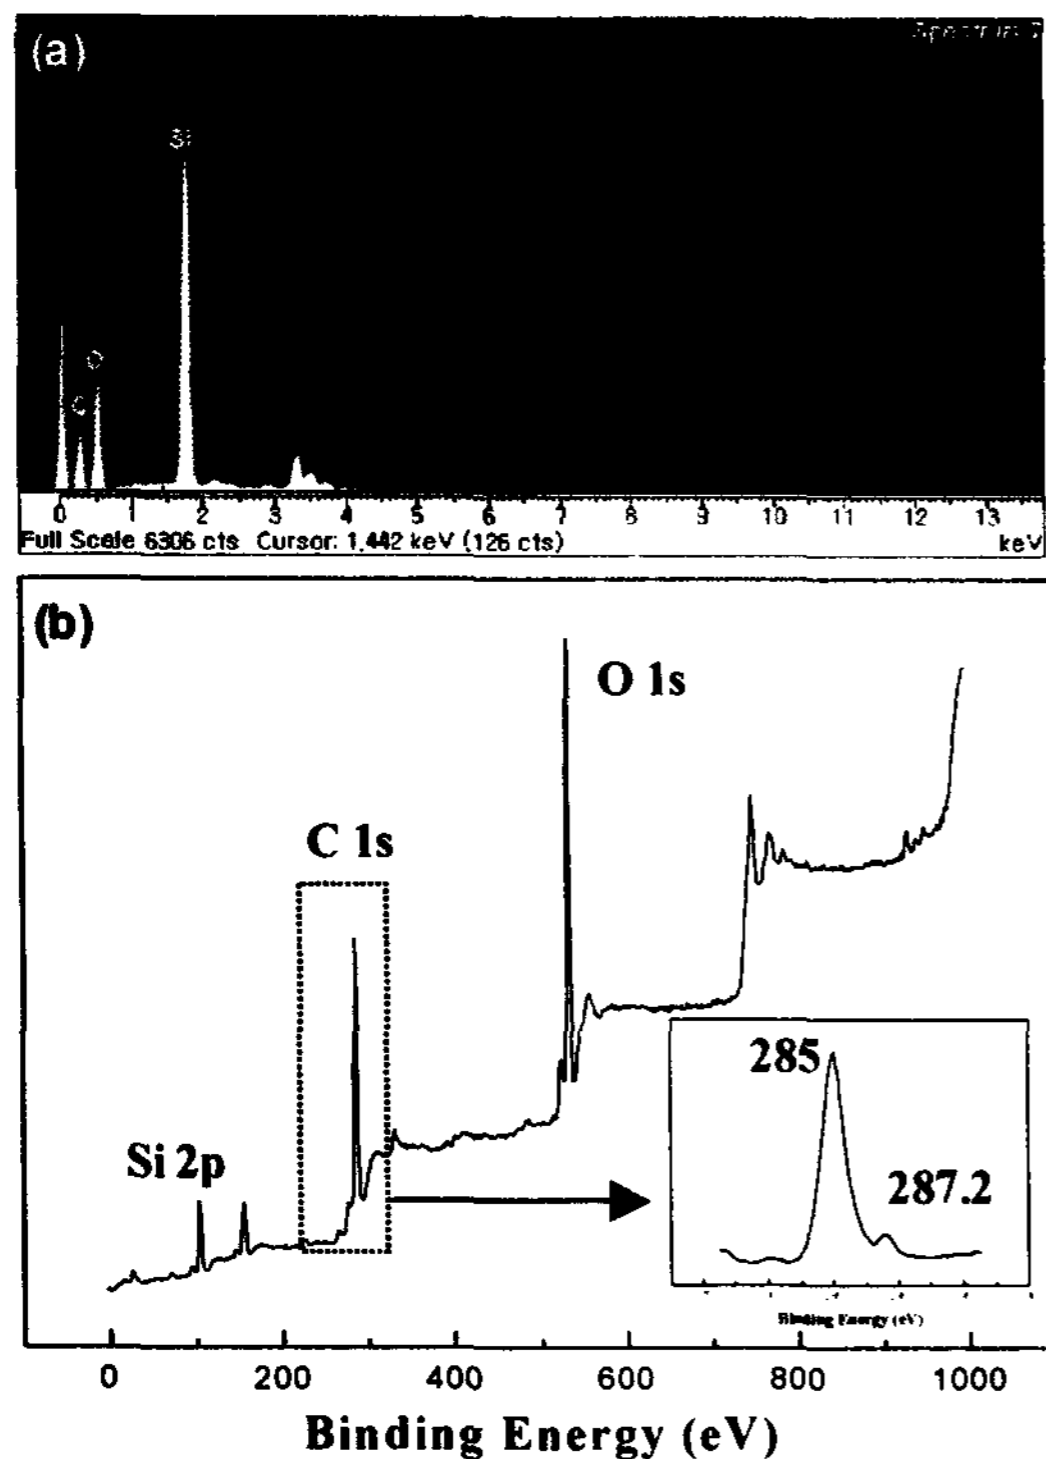 (a)
Si
O
C
0 1 2 3 4 5 6 7 8 9 10 11 12 13
Full Scale 6306 cts Cursor: 1.442 keV (126 cts) keV
(b)
O 1s
C 1s
285
Si 2p
287.2
Binding Energy (eV)
0 200 400 600 800 1000
Binding Energy (eV)